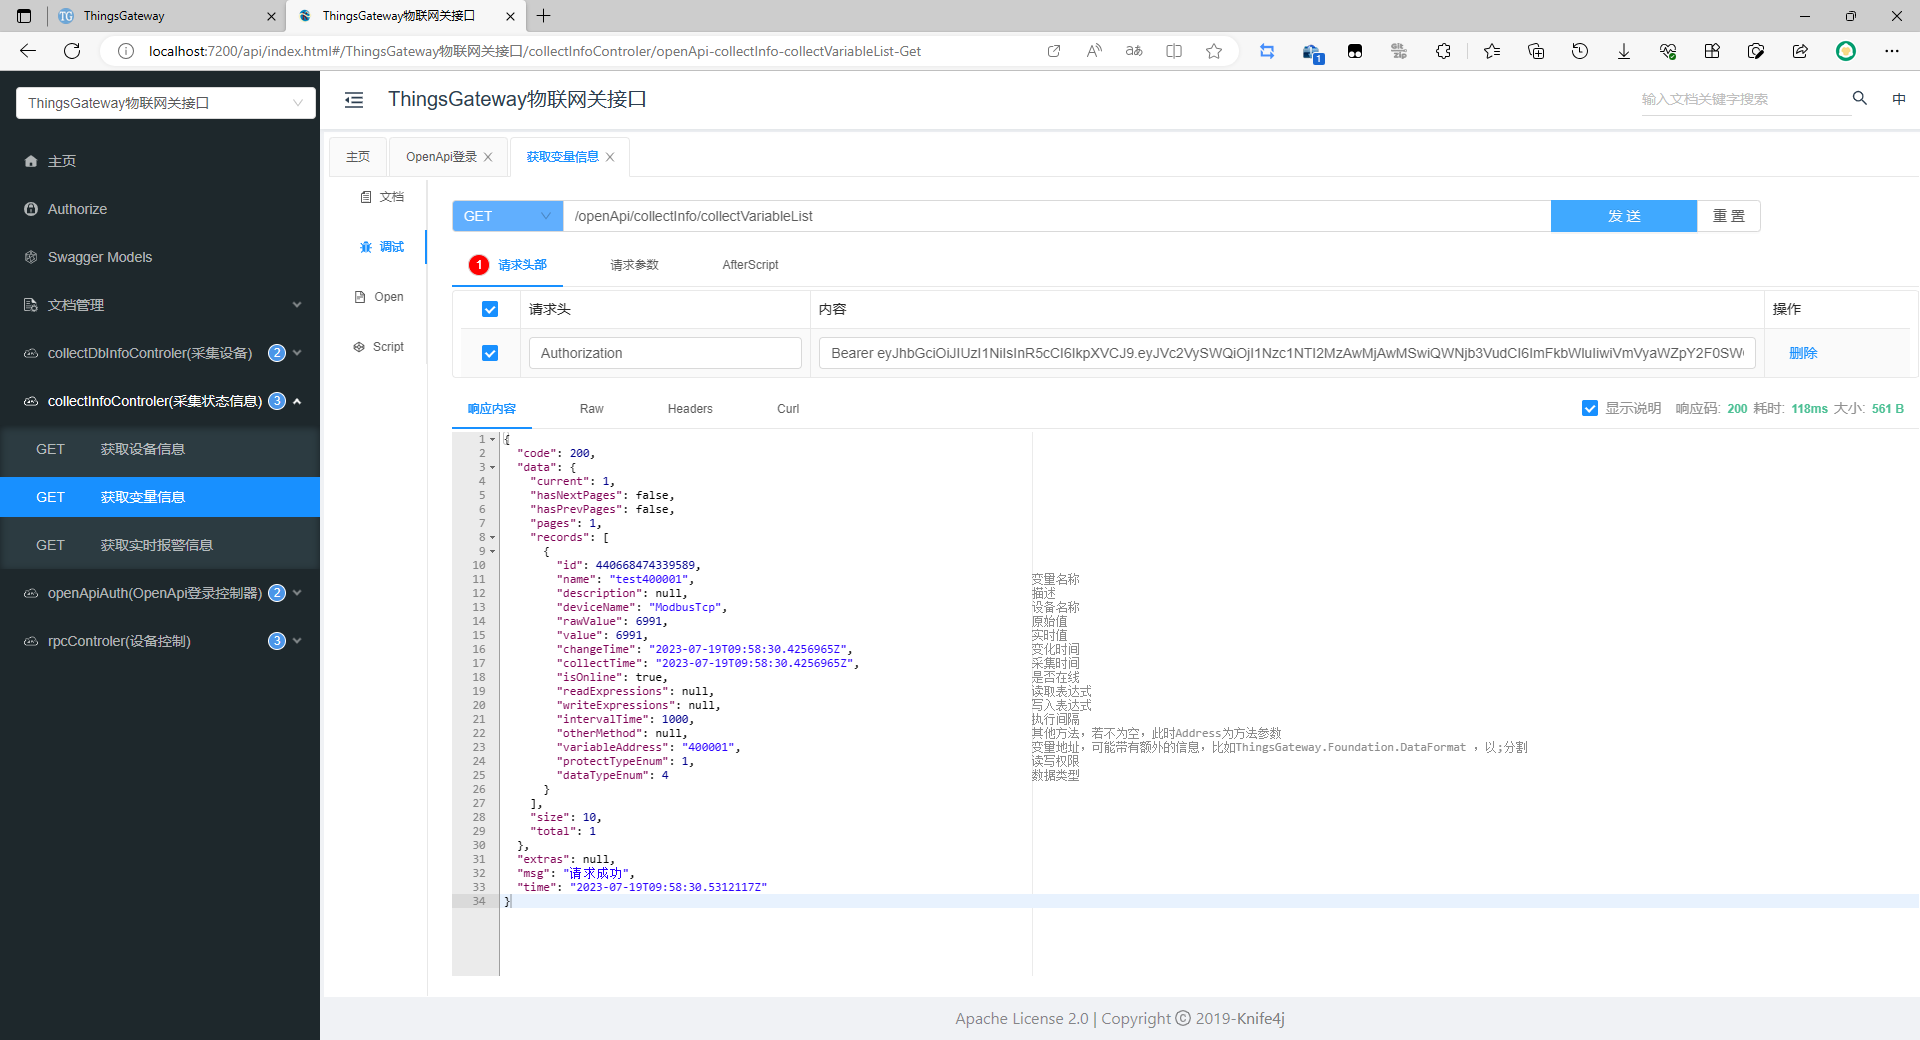 ThingsGateway
ThingsGateway物联网关接口
localhost:7200/api/index.html#/ThingsGateway物联网关接口/collectInfoControler/openApi-collectInfo-collectVariableList-Get
1
ThingsGateway物联网关接口
主页
Authorize
Swagger Models
文档管理
collectDbInfoControler(采集设备) 2
collectInfoControler(采集状态信息) 3
GET 获取设备信息
GET 获取变量信息
GET 获取实时报警信息
openApiAuth(OpenApi登录控制器) 2
rpcControler(设备控制) 3
ThingsGateway物联网关接口
输入文档关键字搜索
中
主页
OpenApi登录
获取变量信息
文档
调试
Open
Script
GET /openApi/collectInfo/collectVariableList 发送 重置
1 请求头部 请求参数 AfterScript
请求头 内容 操作
Authorization 删除
响应内容 Raw Headers Curl
显示说明 响应码: 200 耗时: 118ms 大小: 561 B
1 {
2 "code": 200,
3 "data": {
4 "current": 1,
5 "hasNextPages": false,
6 "hasPrevPages": false,
7 "pages": 1,
8 "records": [
9 {
10 "id": 440668474339589,
11 "name": "test400001", 变量名称
12 "description": null, 描述
13 "deviceName": "ModbusTcp", 设备名称
14 "rawValue": 6991, 原始值
15 "value": 6991, 实时值
16 "changeTime": "2023-07-19T09:58:30.4256965Z", 变化时间
17 "collectTime": "2023-07-19T09:58:30.4256965Z", 采集时间
18 "isOnline": true, 是否在线
19 "readExpressions": null, 读取表达式
20 "writeExpressions": null, 写入表达式
21 "intervalTime": 1000, 执行间隔
22 "otherMethod": null, 其他方法，若不为空，此时Address为方法参数
23 "variableAddress": "400001", 变量地址，可能带有额外的信息，比如ThingsGateway.Foundation.DataFormat ，以;分割
24 "protectTypeEnum": 1, 读写权限
25 "dataTypeEnum": 4 数据类型
26 }
27 ],
28 "size": 10,
29 "total": 1
30 },
31 "extras": null,
32 "msg": "请求成功",
33 "time": "2023-07-19T09:58:30.5312117Z"
34 }
Apache License 2.0 | Copyright © 2019-Knife4j